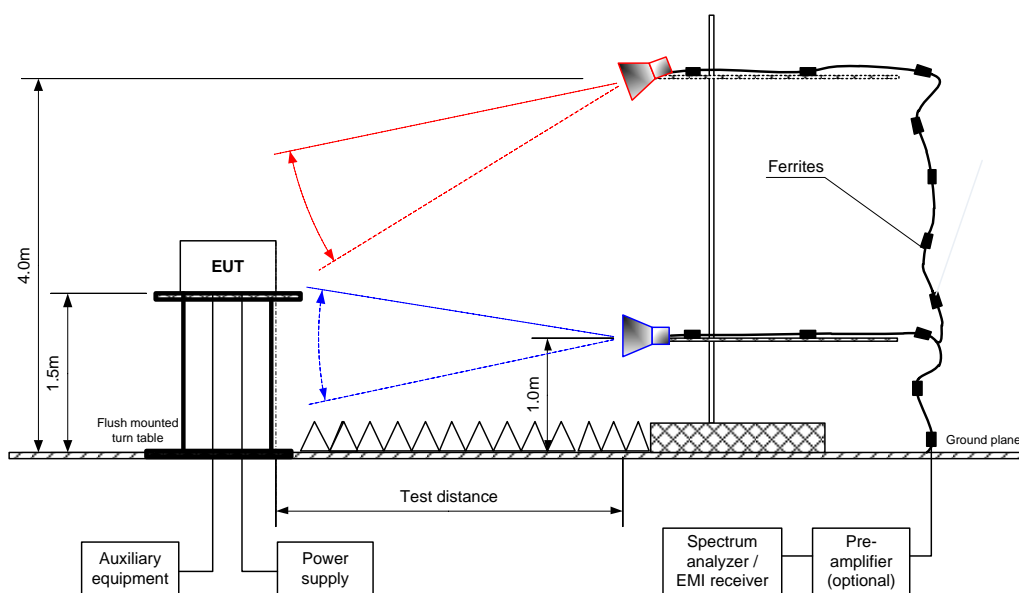 4.0m
Ferrites
EUT
1.5m
1.0m
Flush mounted
turn table
Ground plane
Test distance
Auxiliary
equipment
Power
supply
Spectrum
analyzer /
EMI receiver
Pre-
amplifier
(optional)